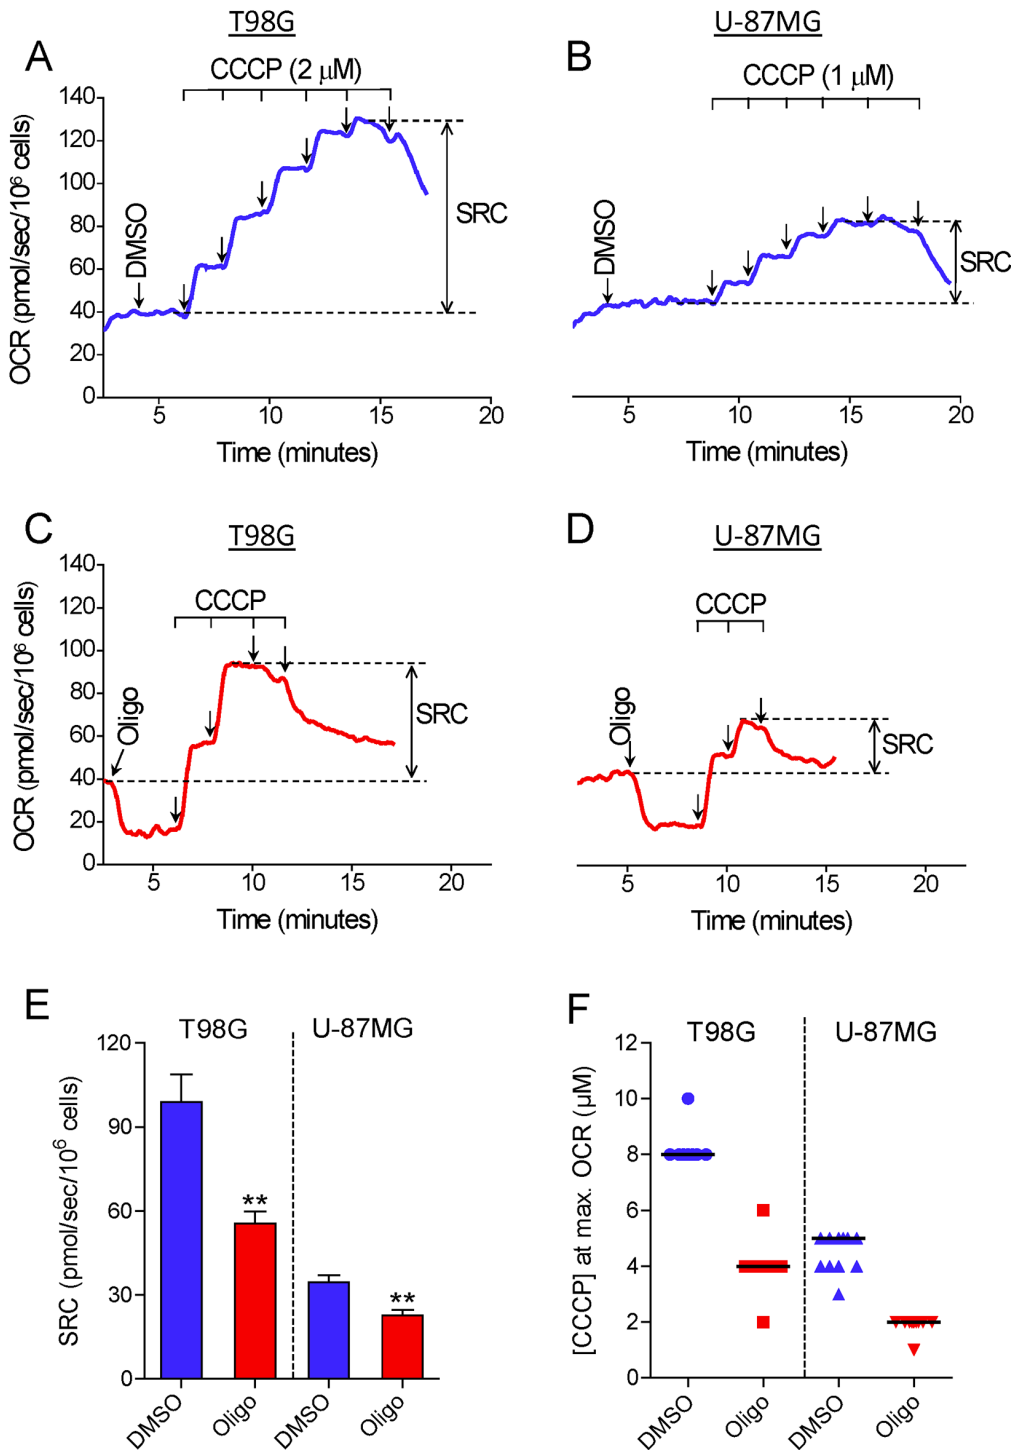 T98G
U-87MG
A
B
CCCP (2 μM)
CCCP (1 μM)
OCR (pmol/sec/10⁶ cells)
140
120
100
80
60
40
20
0
DMSO
SRC
DMSO
SRC
5 10 15 20
5 10 15 20
Time (minutes)
Time (minutes)
C
D
T98G
U-87MG
OCR (pmol/sec/10⁶ cells)
140
120
100
80
60
40
20
0
CCCP
CCCP
Oligo
SRC
Oligo
SRC
5 10 15 20
5 10 15 20
Time (minutes)
Time (minutes)
E
T98G
U-87MG
SRC (pmol/sec/10⁶ cells)
120
90
60
30
0
**
**
DMSO
Oligo
DMSO
Oligo
F
T98G
U-87MG
[CCCP] at max. OCR (μM)
12
10
8
6
4
2
0
DMSO
Oligo
DMSO
Oligo